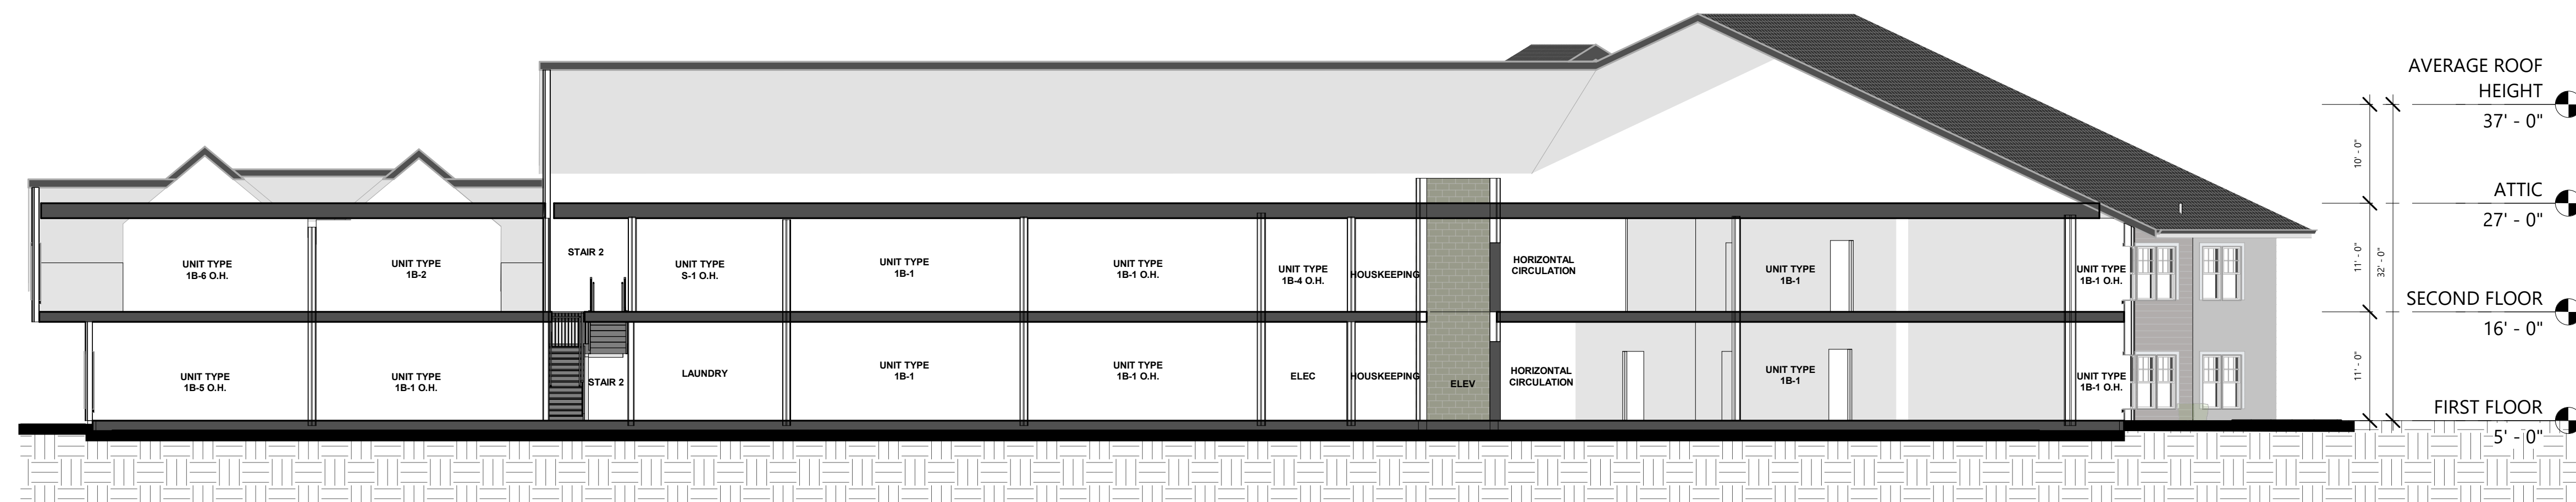 AVERAGE ROOF
HEIGHT
37' - 0"
10' - 0"
ATTIC
27' - 0"
11' - 0"
32' - 0"
SECOND FLOOR
16' - 0"
11' - 0"
FIRST FLOOR
5' - 0"
UNIT TYPE
1B-6 O.H.
UNIT TYPE
1B-2
STAIR 2
UNIT TYPE
S-1 O.H.
UNIT TYPE
1B-1
UNIT TYPE
1B-1 O.H.
UNIT TYPE
1B-4 O.H.
HOUSKEEPING
HORIZONTAL
CIRCULATION
UNIT TYPE
1B-1
UNIT TYPE
1B-1 O.H.
UNIT TYPE
1B-5 O.H.
UNIT TYPE
1B-1 O.H.
STAIR 2
LAUNDRY
UNIT TYPE
1B-1
UNIT TYPE
1B-1 O.H.
ELEC
HOUSKEEPING
ELEV
HORIZONTAL
CIRCULATION
UNIT TYPE
1B-1
UNIT TYPE
1B-1 O.H.